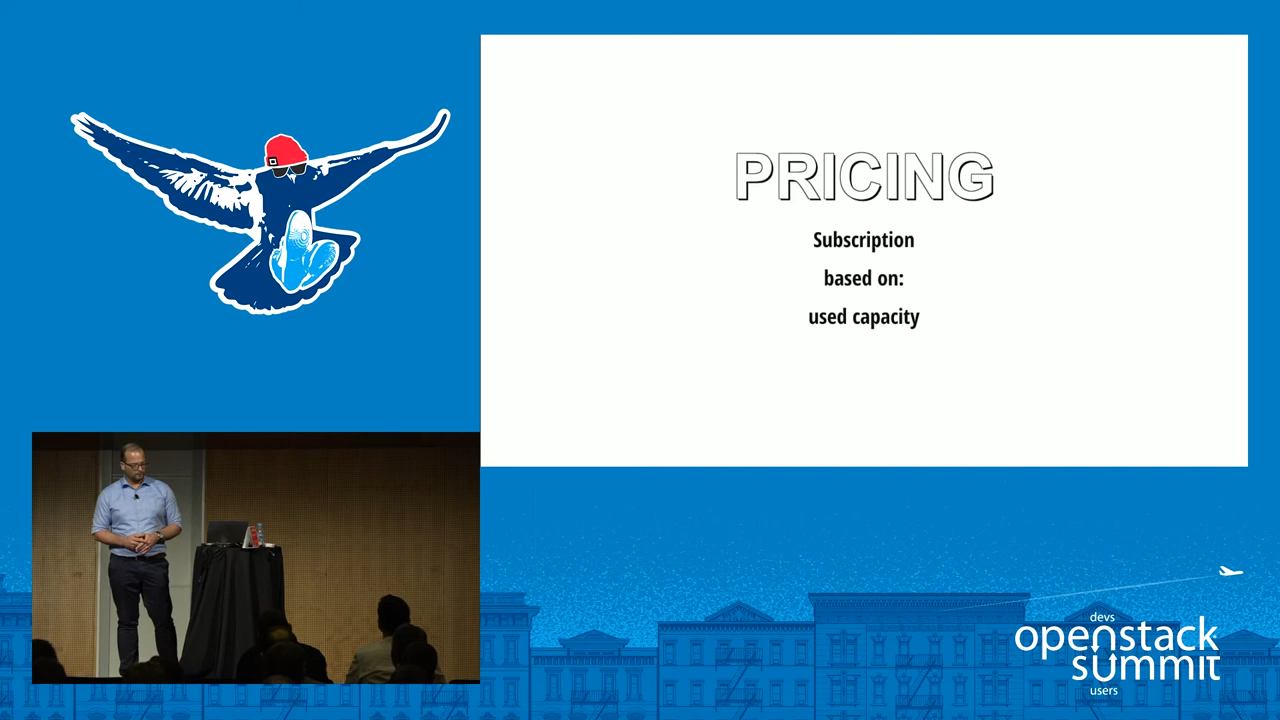 PRICING
Subscription
based on:
used capacity
devs
openstack
summit
users